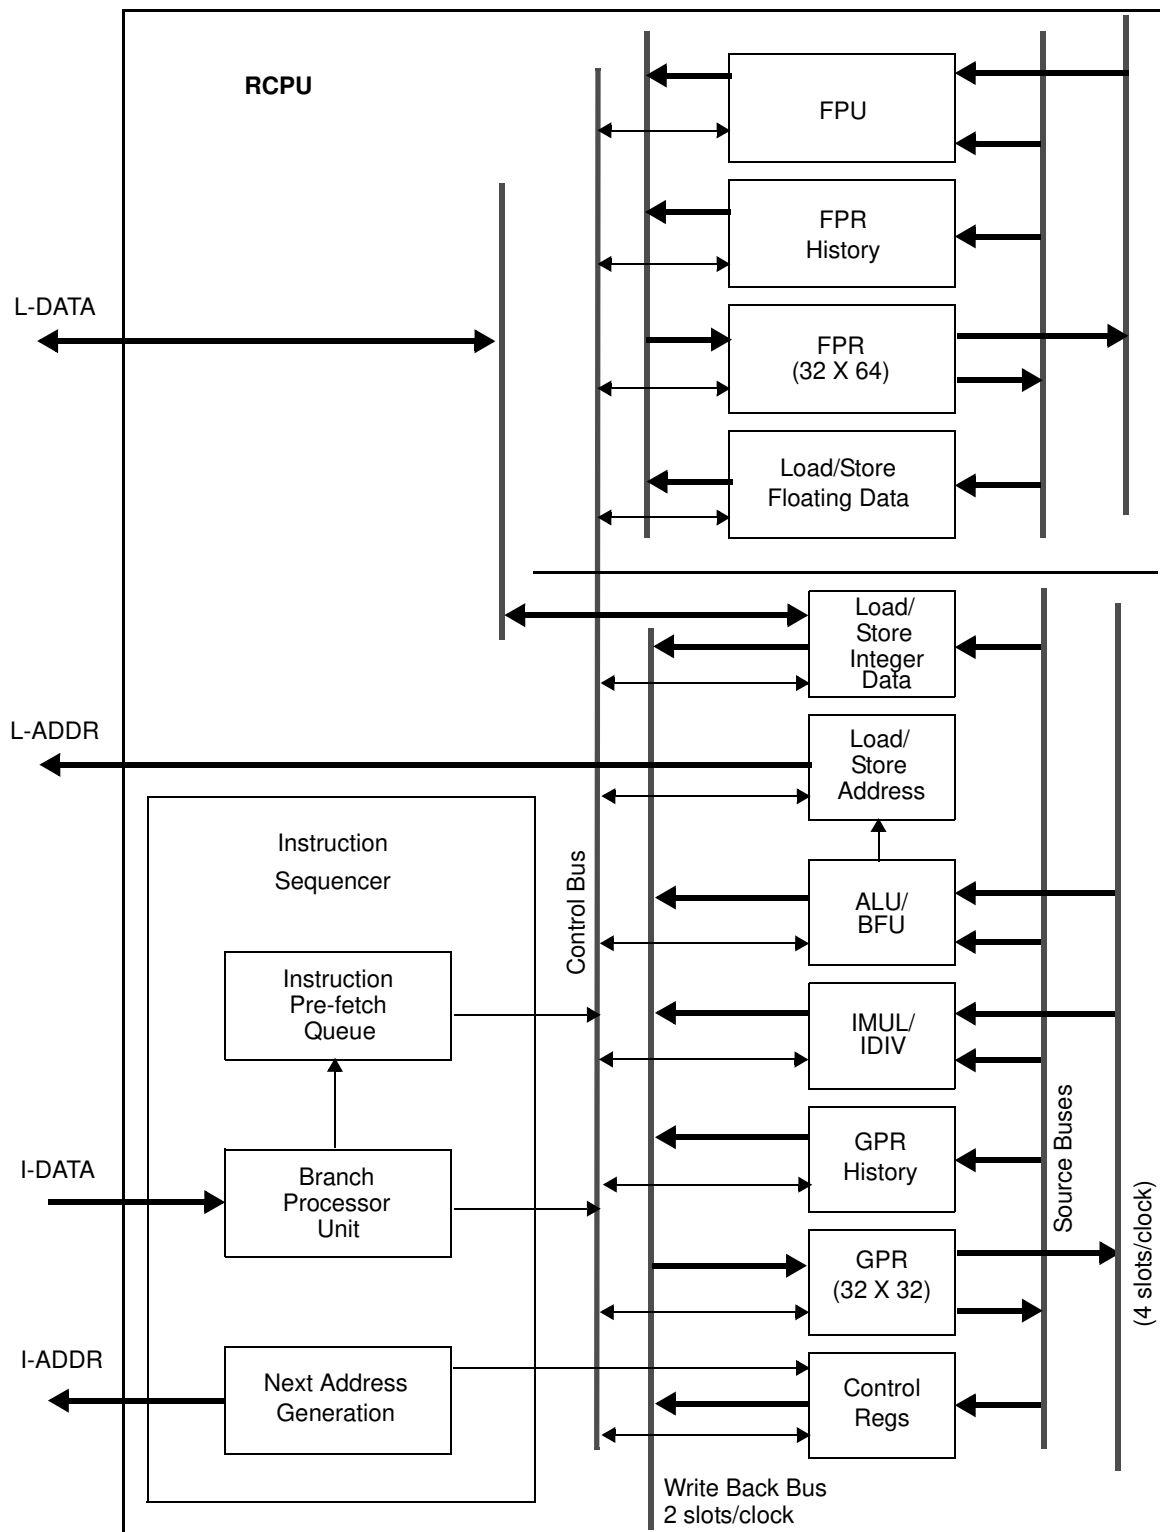 RCPU
FPU
FPR
History
L-DATA
FPR
(32 X 64)
Load/Store
Floating Data
Load/
Store
Integer
Data
L-ADDR
Load/
Store
Address
Instruction
Sequencer
Control Bus
ALU/
BFU
Instruction
Pre-fetch
Queue
IMUL/
IDIV
Source Buses
(4 slots/clock)
GPR
History
I-DATA
Branch
Processor
Unit
GPR
(32 X 32)
I-ADDR
Next Address
Generation
Control
Regs
Write Back Bus
2 slots/clock